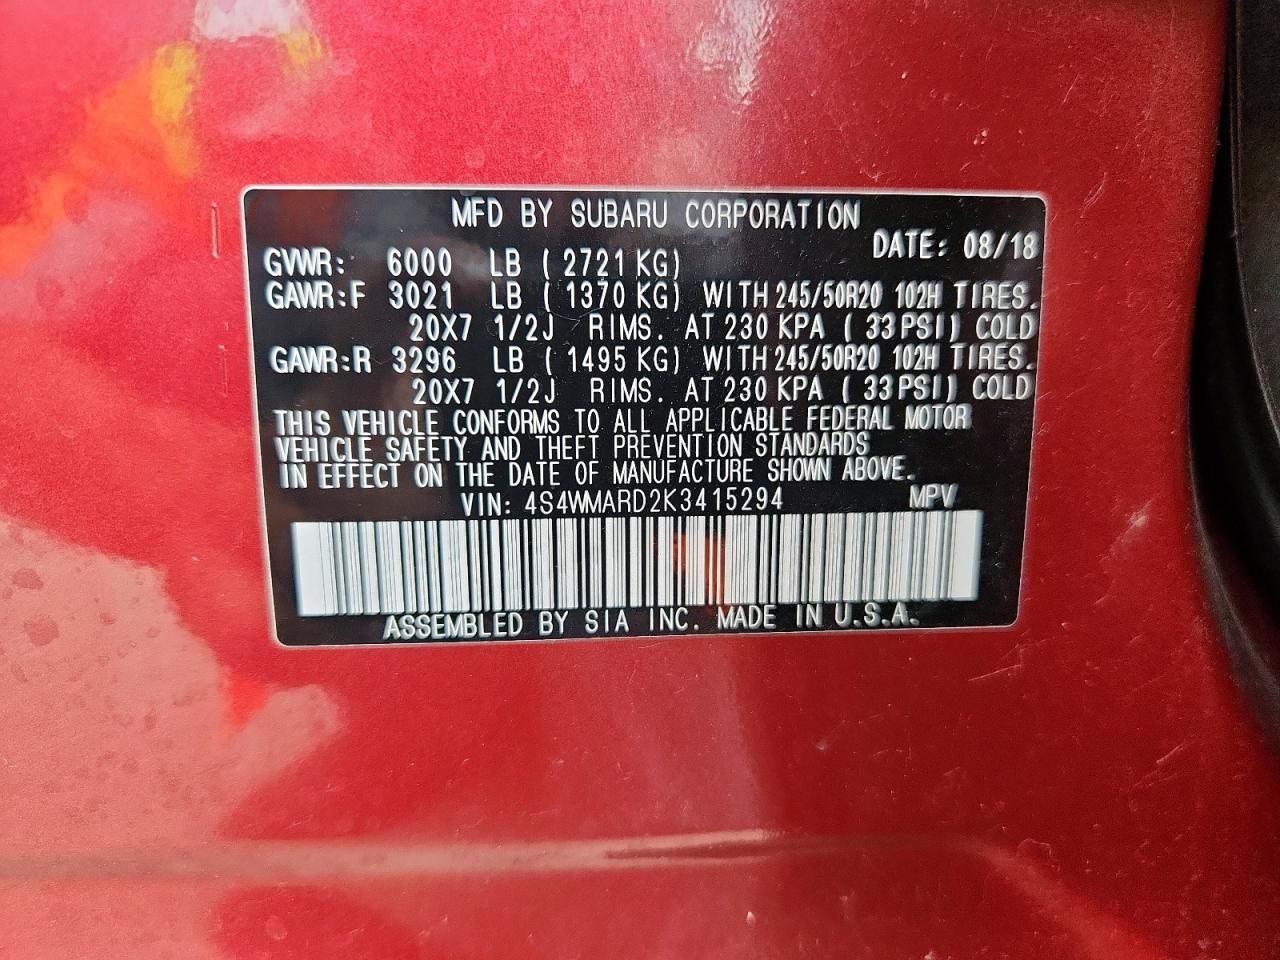 MFD BY SUBARU CORPORATION
DATE: 08/18
GVWR: 6000 LB (2721 KG)
GAWR:F 3021 LB (1370 KG) WITH 245/50R20 102H TIRES.
20X7 1/2J RIMS. AT 230 KPA (33 PSI) COLD
GAWR:R 3296 LB (1495 KG) WITH 245/50R20 102H TIRES.
20X7 1/2J RIMS. AT 230 KPA (33 PSI) COLD
THIS VEHICLE CONFORMS TO ALL APPLICABLE FEDERAL MOTOR
VEHICLE SAFETY AND THEFT PREVENTION STANDARDS
IN EFFECT ON THE DATE OF MANUFACTURE SHOWN ABOVE.
VIN: 4S4WMARD2K3415294 MPV
ASSEMBLED BY SIA INC. MADE IN U.S.A.